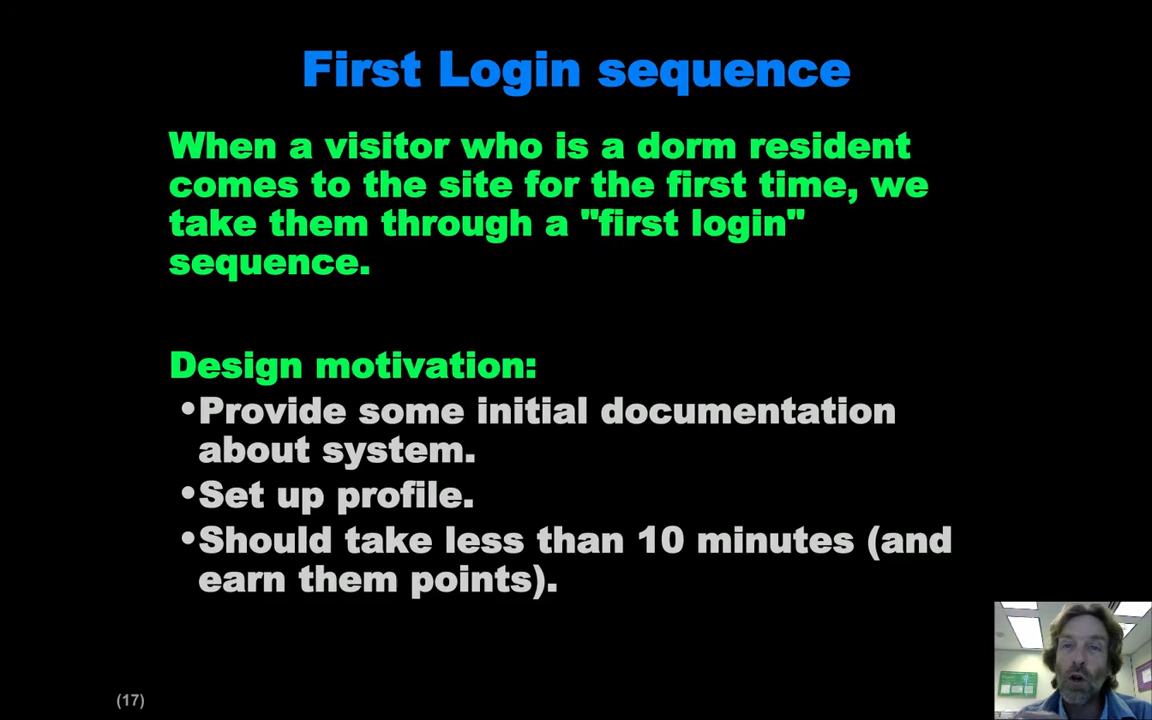 First Login sequence
When a visitor who is a dorm resident
comes to the site for the first time, we
take them through a "first login"
sequence.
Design motivation:
•Provide some initial documentation
about system.
•Set up profile.
•Should take less than 10 minutes (and
earn them points).
(17)